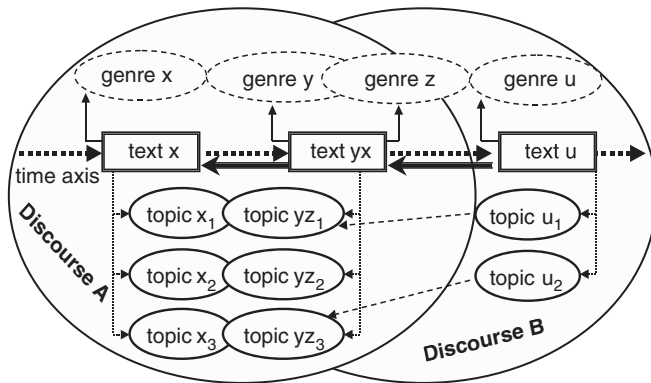 genre x genre y genre z genre u
text x text yx text u
time axis
topic x₁ topic yz₁ topic u₁
topic x₂ topic yz₂ topic u₂
topic x₃ topic yz₃
Discourse A
Discourse B